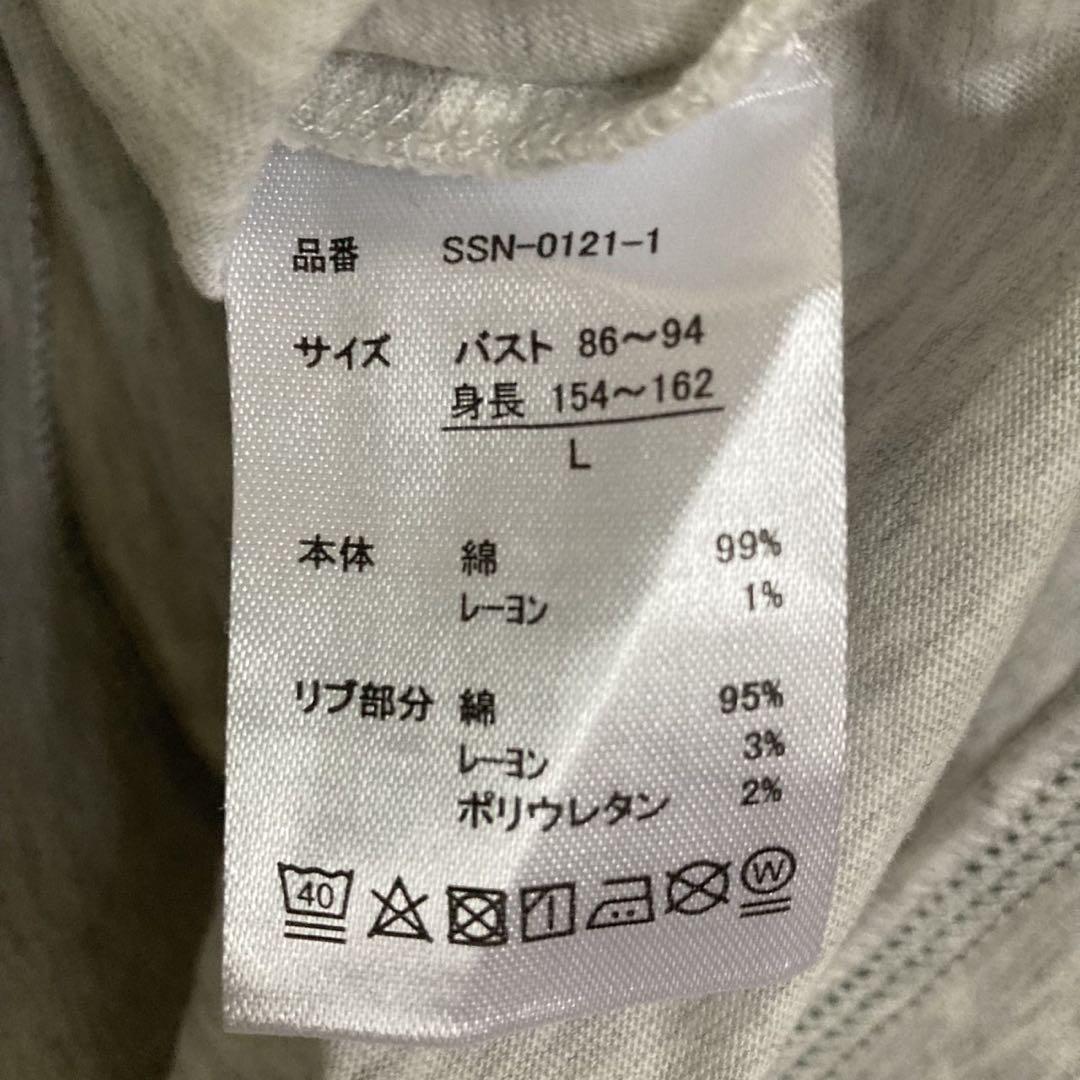 品番 SSN-0121-1
サイズ バスト 86～94
身長 154～162
L
本体 綿 99%
レーヨン 1%
リブ部分 綿 95%
レーヨン 3%
ポリウレタン 2%
40 W